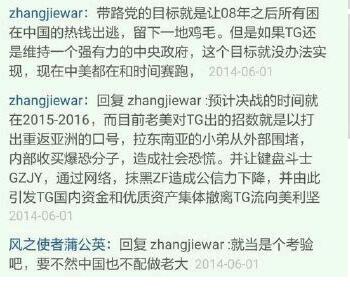 zhangjiewar：带路党的目标就是让08年之后所有困
在中国的热钱出逃，留下一地鸡毛。但是如果TG还
是维持一个强有力的中央政府，这个目标就没办法实
现，现在中美都在和时间赛跑， 2014-06-01
zhangjiewar：回复 zhangjiewar :预计决战的时间就
在2015-2016，而目前老美对TG出的招数就是以打
出重返亚洲的口号，拉东南亚的小弟从外部围堵，
内部收买爆恐分子，造成社会恐慌。并让键盘斗士
GZJY，通过网络，抹黑ZF造成公信力下降，并由此
引发TG国内资金和优质资产集体撤离TG流向美利坚
2014-06-01
风之使者蒲公英：回复 zhangjiewar :就当是个考验
吧，要不然中国也不配做老大 2014-06-01